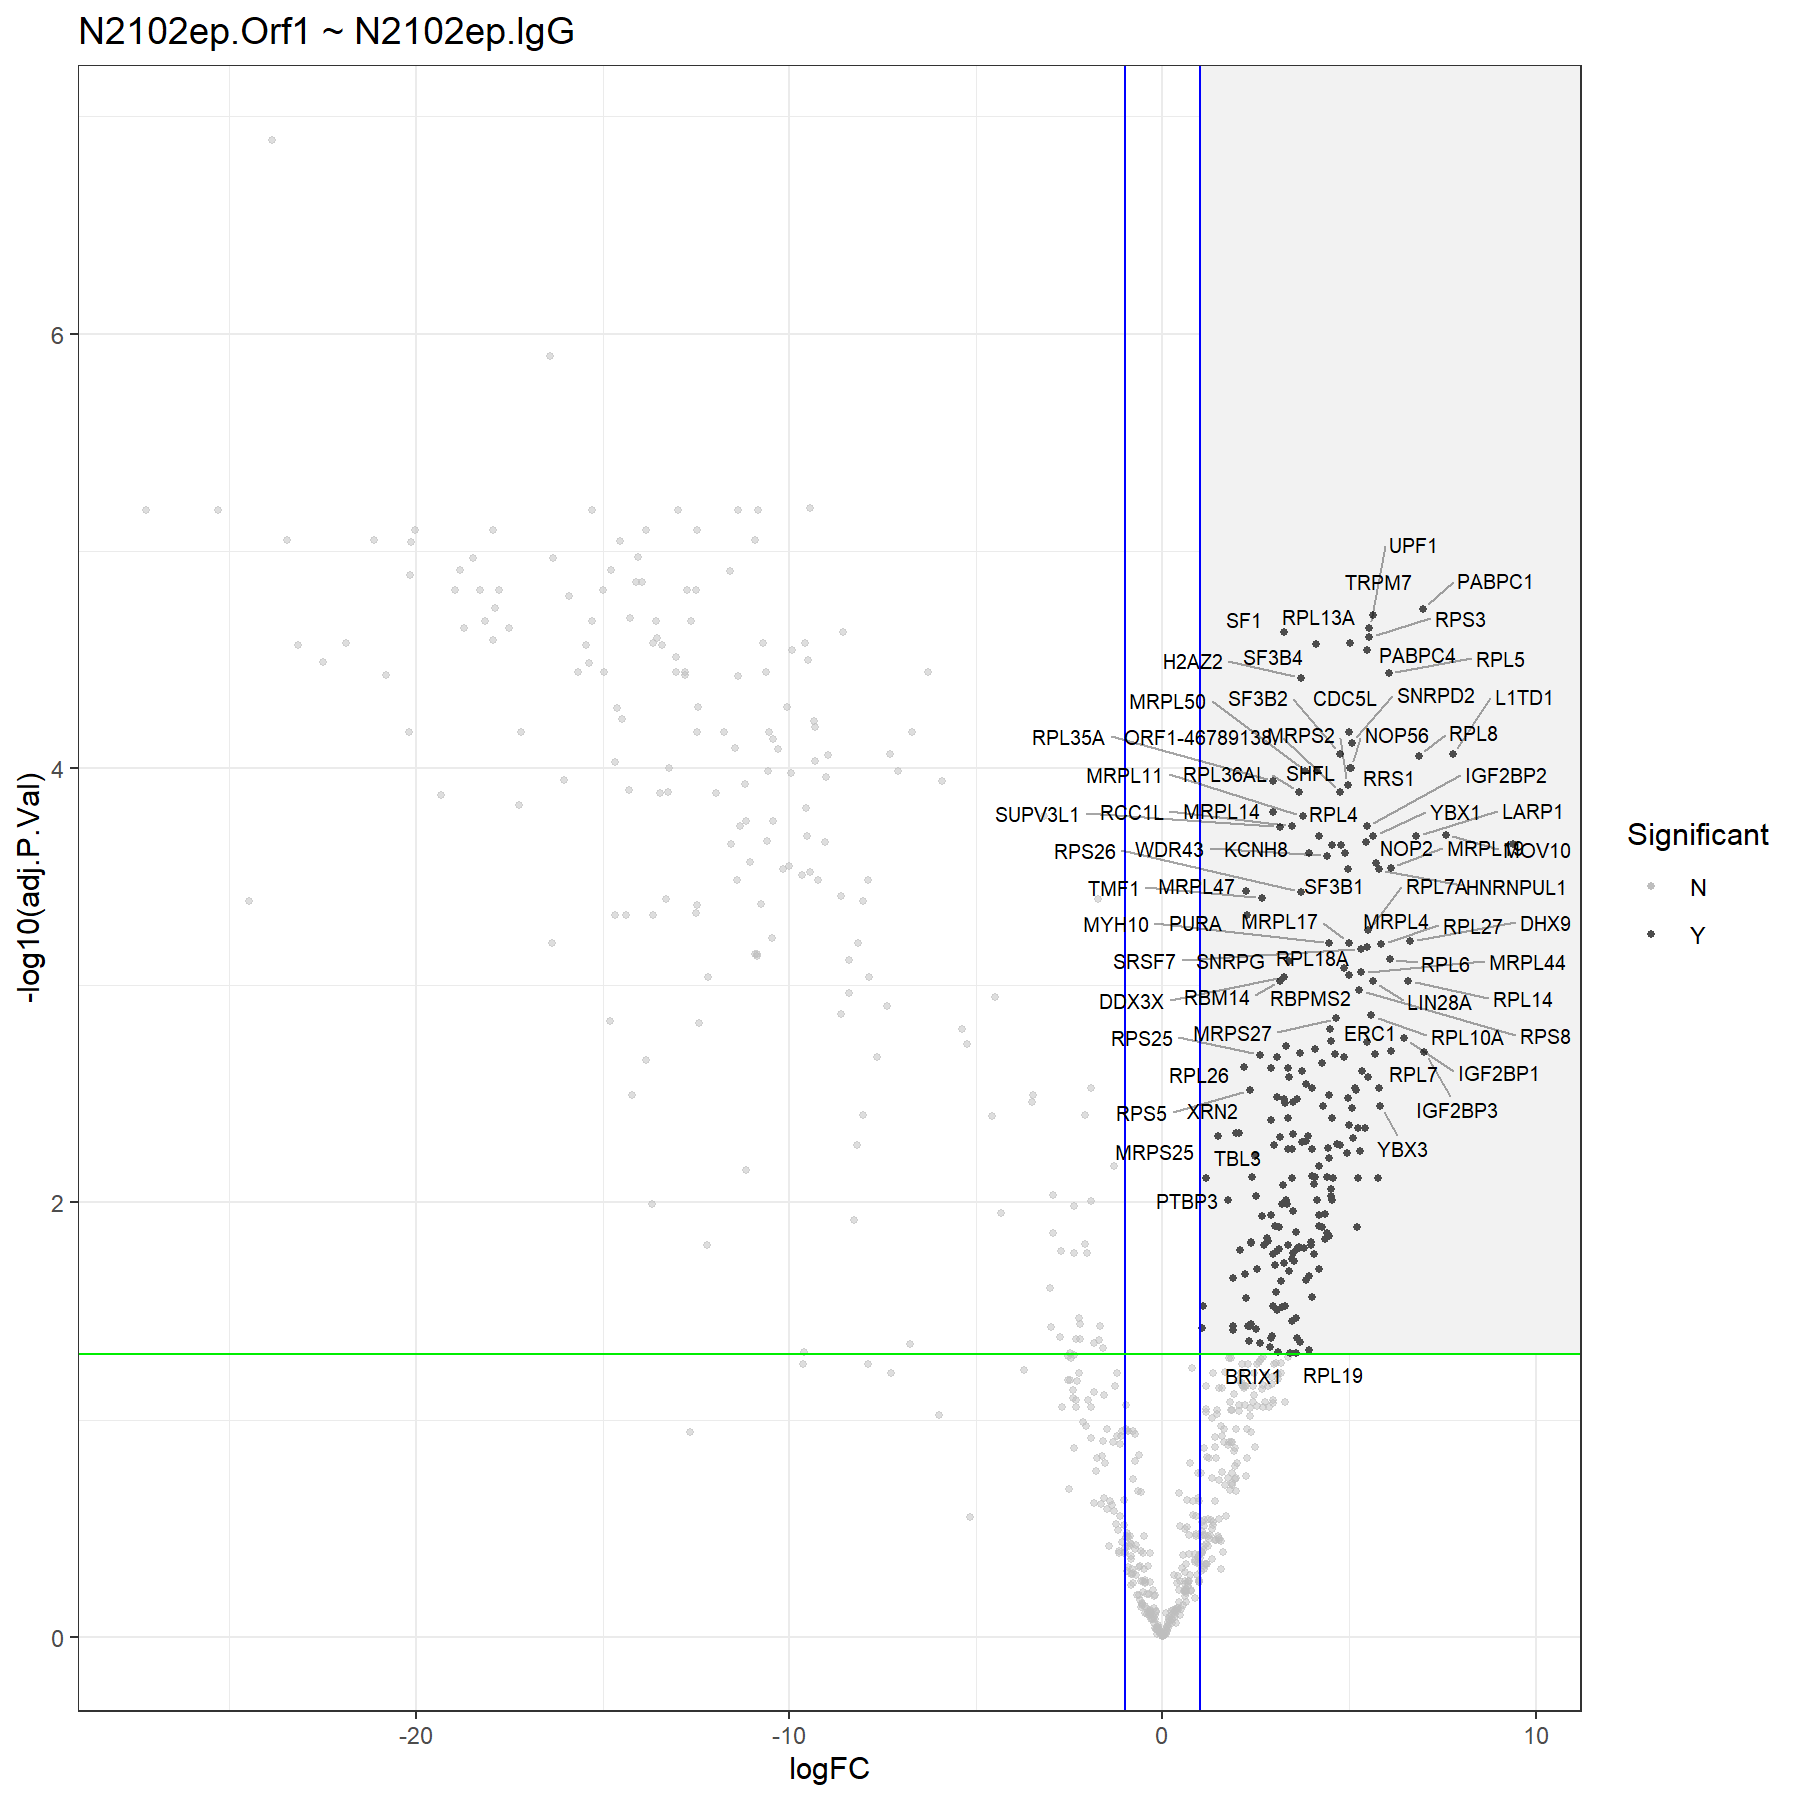 N2102ep.Orf1 ~ N2102ep.IgG
UPF1
TRPM7
PABPC1
SF1
RPL13A
RPS3
H2AZ2
SF3B4
PABPC4
RPL5
MRPL50
SF3B2
CDC5L
SNRPD2
L1TD1
RPL35A
ORF1-46789138
MRPS2
NOP56
RPL8
MRPL11
RPL36AL
SHFL
RRS1
IGF2BP2
SUPV3L1
RCC1L
MRPL14
RPL4
YBX1
LARP1
RPS26
WDR43
KCNH8
NOP2
MRPL19
MOV10
TMF1
MRPL47
SF3B1
RPL7A
HNRNPUL1
MYH10
PURA
MRPL17
MRPL4
RPL27
DHX9
SRSF7
SNRPG
RPL18A
RPL6
MRPL44
DDX3X
RBM14
RBPMS2
LIN28A
RPL14
RPS25
MRPS27
ERC1
RPL10A
RPS8
RPL26
RPL7
IGF2BP1
RPS5
XRN2
IGF2BP3
MRPS25
TBL3
YBX3
PTBP3
BRIX1
RPL19
6
4
2
0
-log10(adj.P.Val)
-20
-10
0
10
logFC
Significant
N
Y